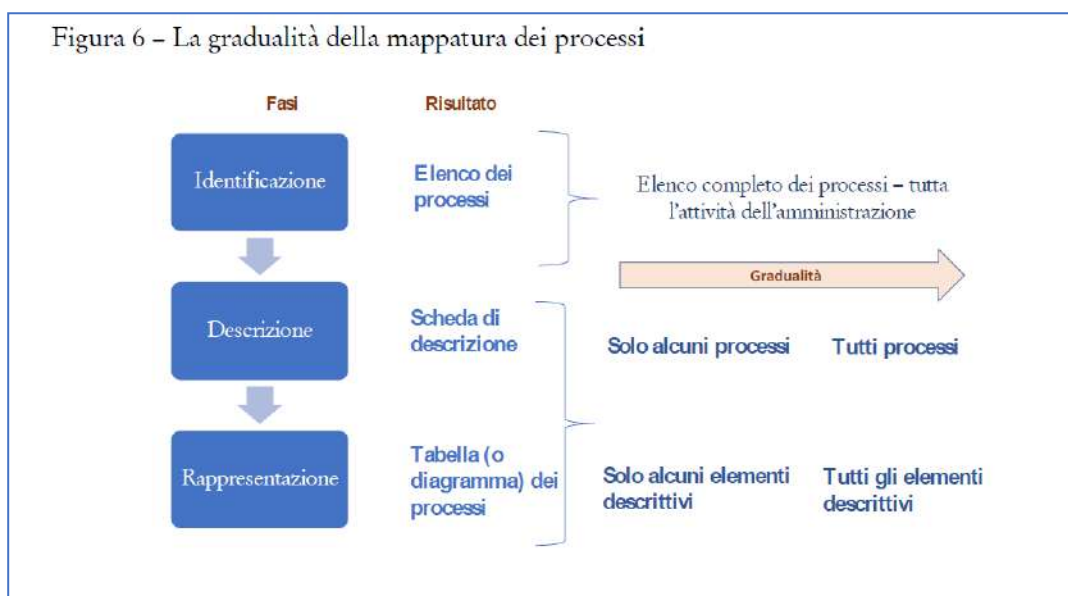 Figura 6 – La gradualità della mappatura dei processi
Fasi
Risultato
Identificazione
Elenco dei
processi
Elenco completo dei processi – tutta
l'attività dell'amministrazione
Gradualità
Descrizione
Scheda di
descrizione
Solo alcuni processi
Tutti processi
Rappresentazione
Tabella (o
diagramma) dei
processi
Solo alcuni elementi
descrittivi
Tutti gli elementi
descrittivi